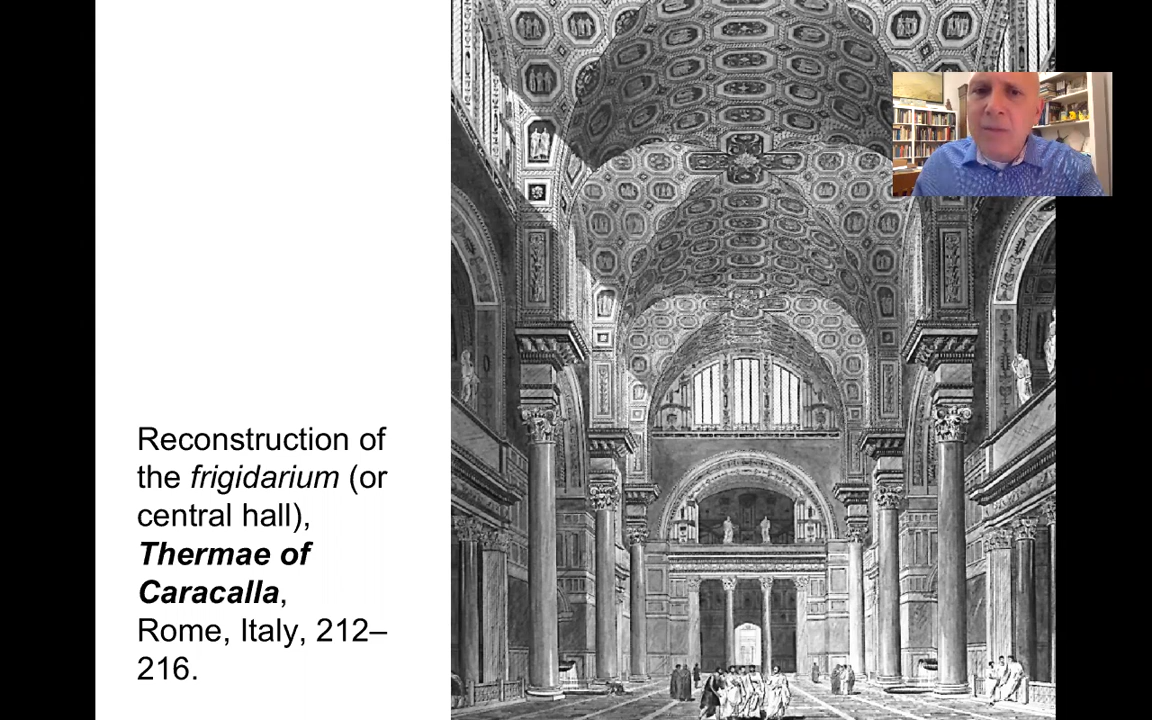 Reconstruction of
the frigidarium (or
central hall),
Thermae of
Caracalla,
Rome, Italy, 212–
216.